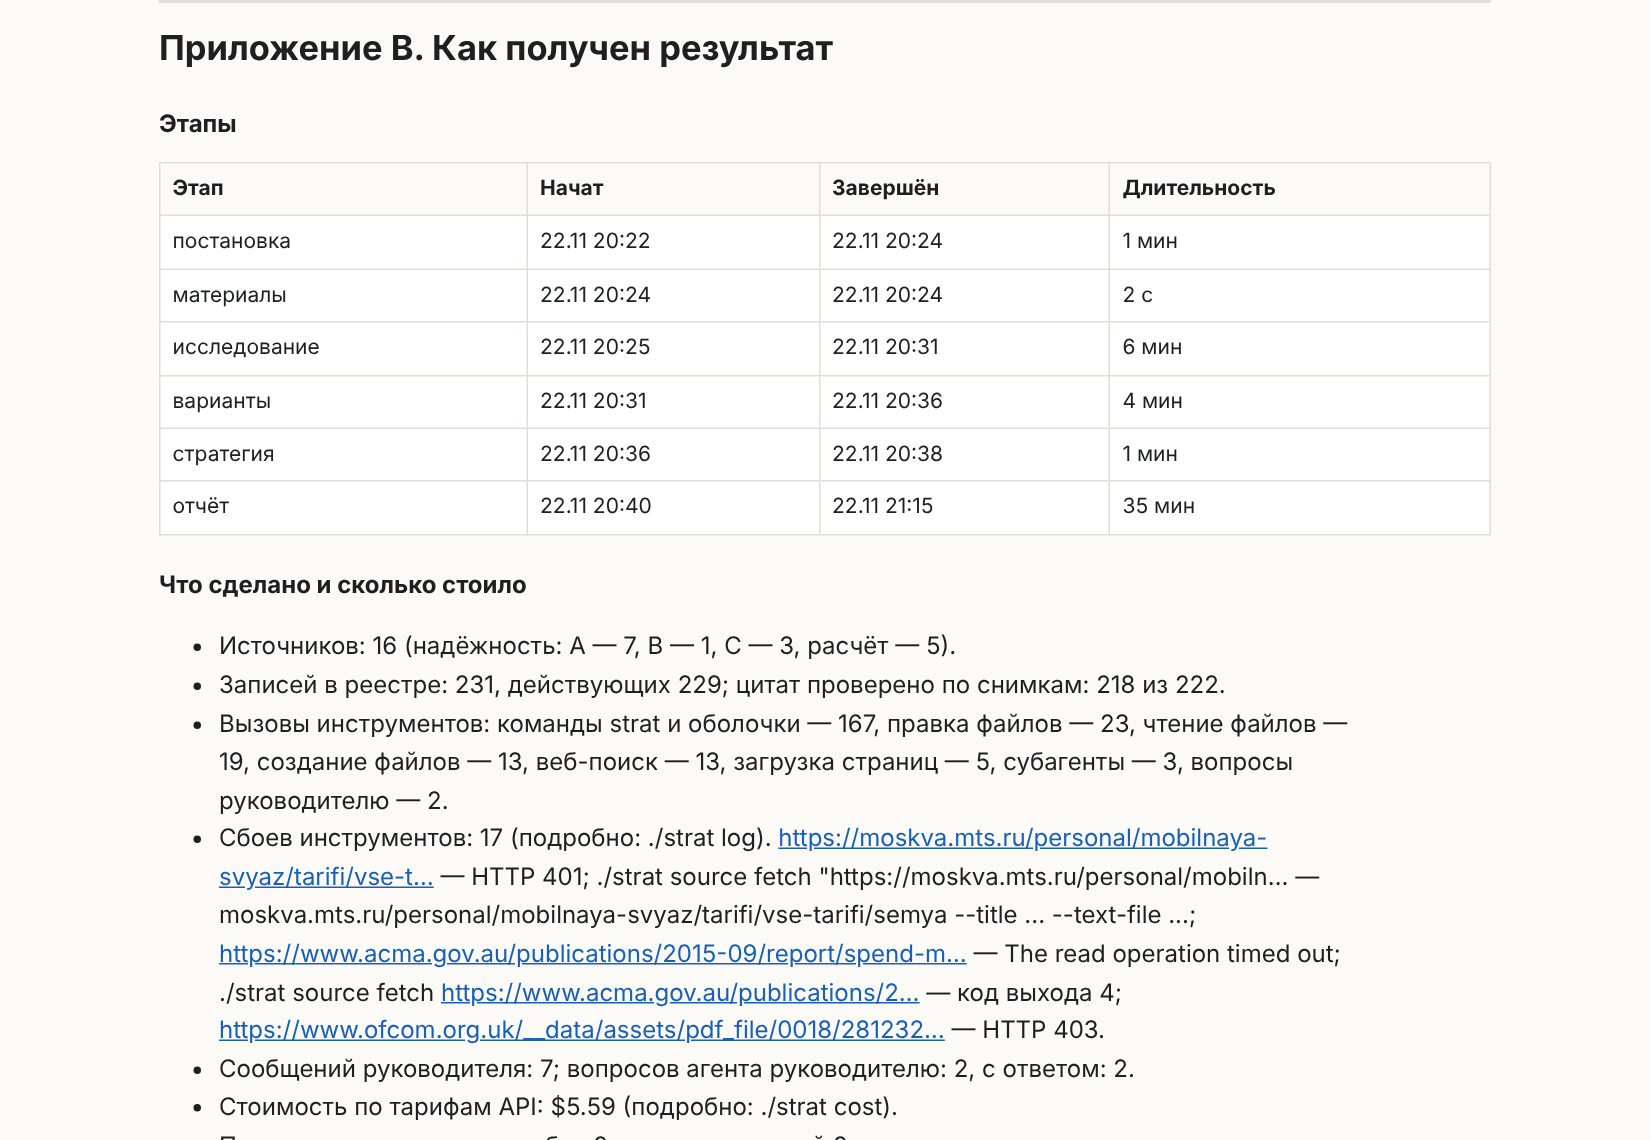 Приложение В. Как получен результат
Этапы
Этап Начат Завершён Длительность
постановка 22.11 20:22 22.11 20:24 1 мин
материалы 22.11 20:24 22.11 20:24 2 с
исследование 22.11 20:25 22.11 20:31 6 мин
варианты 22.11 20:31 22.11 20:36 4 мин
стратегия 22.11 20:36 22.11 20:38 1 мин
отчёт 22.11 20:40 22.11 21:15 35 мин
Что сделано и сколько стоило
• Источников: 16 (надёжность: A — 7, B — 1, C — 3, расчёт — 5).
• Записей в реестре: 231, действующих 229; цитат проверено по снимкам: 218 из 222.
• Вызовы инструментов: команды strat и оболочки — 167, правка файлов — 23, чтение файлов —
19, создание файлов — 13, веб-поиск — 13, загрузка страниц — 5, субагенты — 3, вопросы
руководителю — 2.
• Сбоев инструментов: 17 (подробно: ./strat log). https://moskva.mts.ru/personal/mobilnaya-
svyaz/tarifi/vse-t... — HTTP 401; ./strat source fetch "https://moskva.mts.ru/personal/mobiln... —
moskva.mts.ru/personal/mobilnaya-svyaz/tarifi/vse-tarifi/semya --title ... --text-file ...;
https://www.acma.gov.au/publications/2015-09/report/spend-m... — The read operation timed out;
./strat source fetch https://www.acma.gov.au/publications/2... — код выхода 4;
https://www.ofcom.org.uk/__data/assets/pdf_file/0018/281232... — HTTP 403.
• Сообщений руководителя: 7; вопросов агента руководителю: 2, с ответом: 2.
• Стоимость по тарифам API: $5.59 (подробно: ./strat cost).